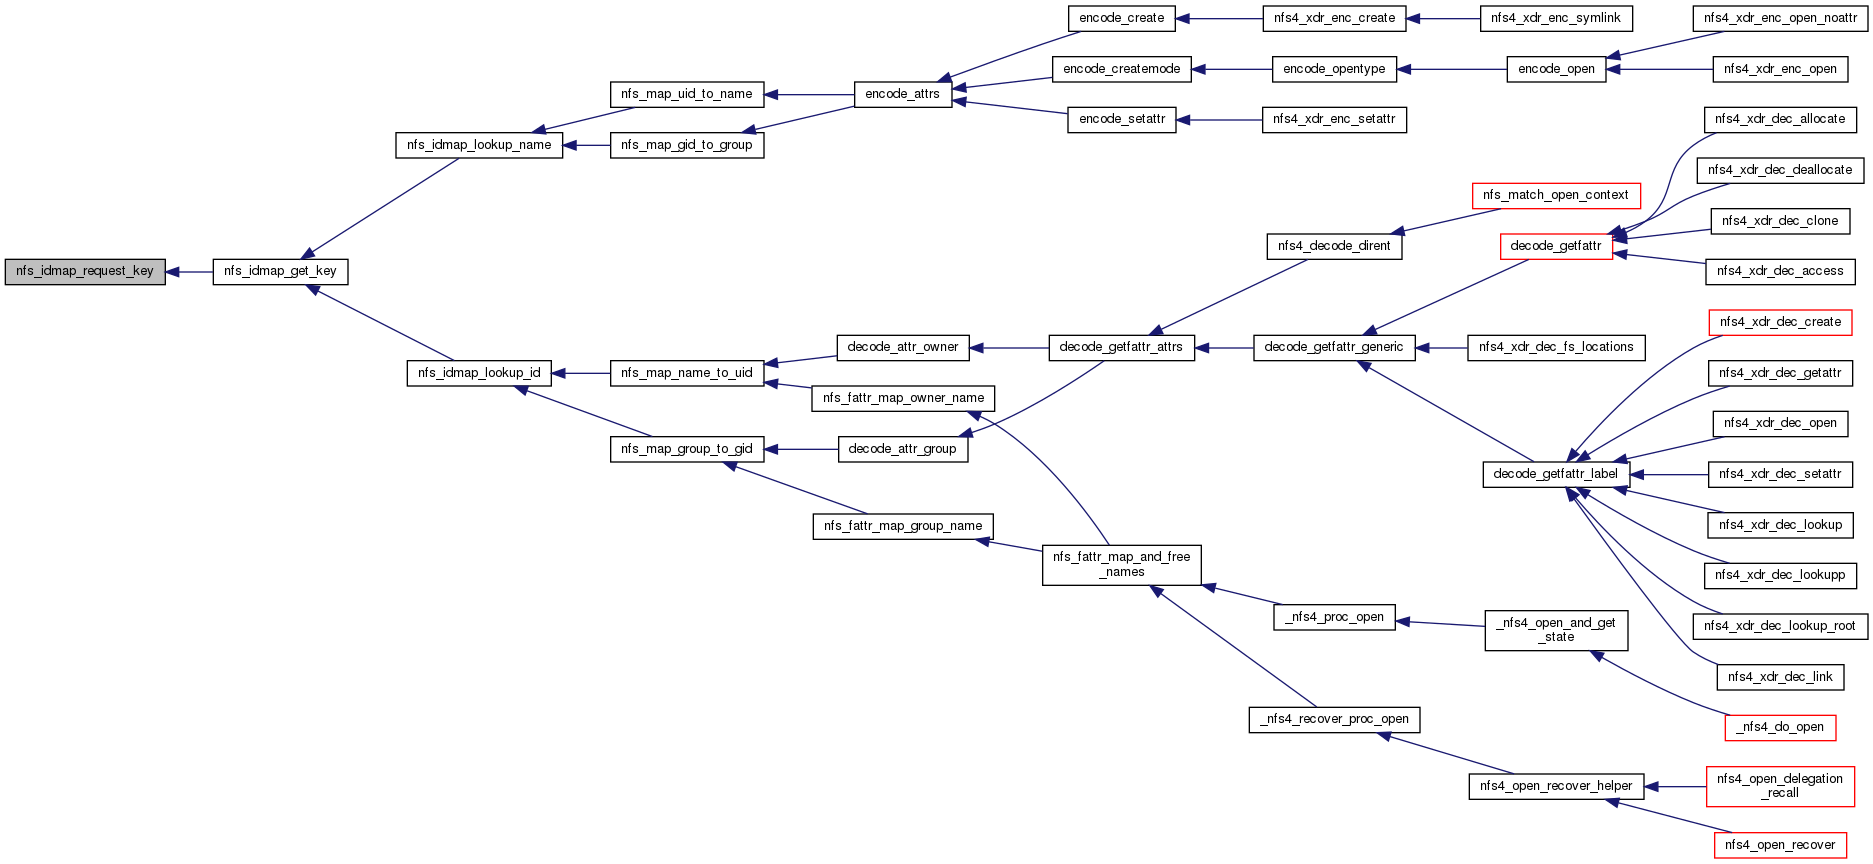 encode_create
nfs4_xdr_enc_create
nfs4_xdr_enc_symlink
nfs4_xdr_enc_open_noattr
encode_createmode
encode_opentype
encode_open
nfs4_xdr_enc_open
nfs_map_uid_to_name
encode_attrs
encode_setattr
nfs4_xdr_enc_setattr
nfs4_xdr_dec_allocate
nfs_idmap_lookup_name
nfs_map_gid_to_group
nfs4_xdr_dec_deallocate
nfs_match_open_context
nfs4_xdr_dec_clone
nfs4_decode_dirent
decode_getfattr
nfs_idmap_request_key
nfs_idmap_get_key
nfs4_xdr_dec_access
nfs4_xdr_dec_create
decode_attr_owner
decode_getfattr_attrs
decode_getfattr_generic
nfs4_xdr_dec_fs_locations
nfs_idmap_lookup_id
nfs_map_name_to_uid
nfs4_xdr_dec_getattr
nfs_fattr_map_owner_name
nfs4_xdr_dec_open
nfs_map_group_to_gid
decode_attr_group
decode_getfattr_label
nfs4_xdr_dec_setattr
nfs_fattr_map_group_name
nfs4_xdr_dec_lookup
nfs_fattr_map_and_free
_names
nfs4_xdr_dec_lookupp
_nfs4_proc_open
_nfs4_open_and_get
_state
nfs4_xdr_dec_lookup_root
nfs4_xdr_dec_link
_nfs4_recover_proc_open
_nfs4_do_open
nfs4_open_recover_helper
nfs4_open_delegation
_recall
nfs4_open_recover